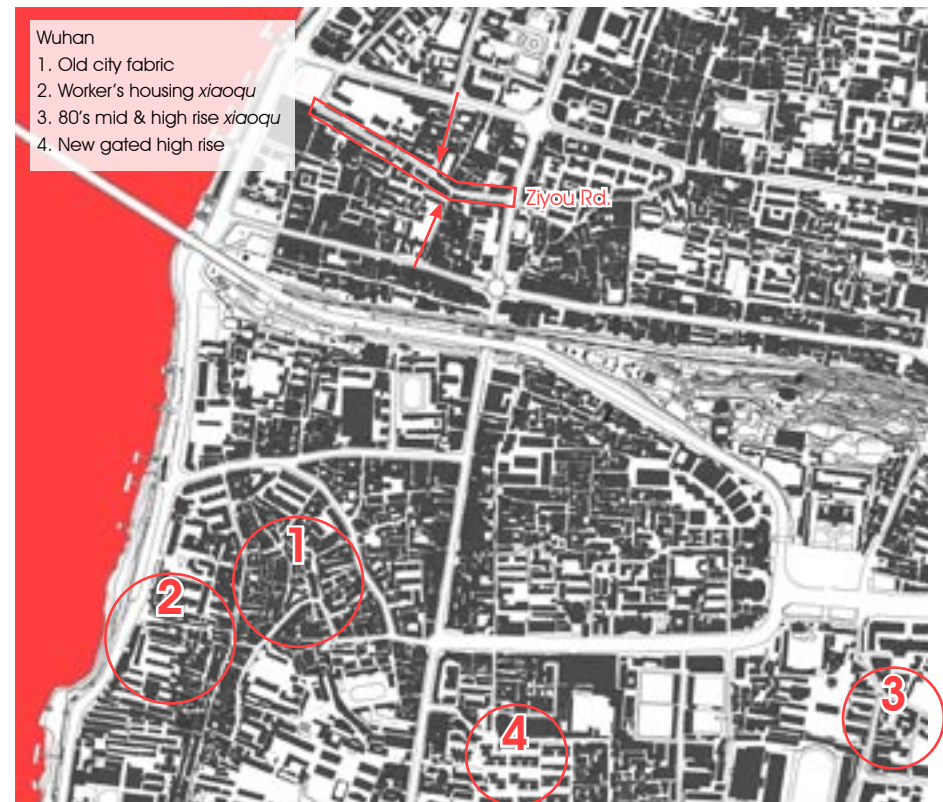 Wuhan
1. Old city fabric
2. Worker's housing xiaoqu
3. 80's mid & high rise xiaoqu
4. New gated high rise
Ziyou Rd.
1
2
3
4